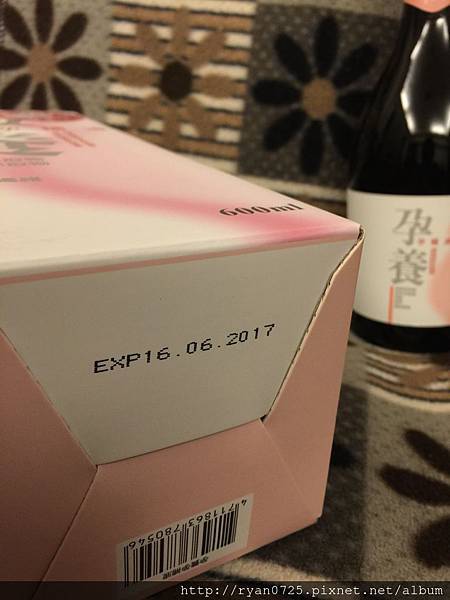 600ml
孕養
EXP16.06.2017
4711863780546
http://ryan0725.pixnet.net/album